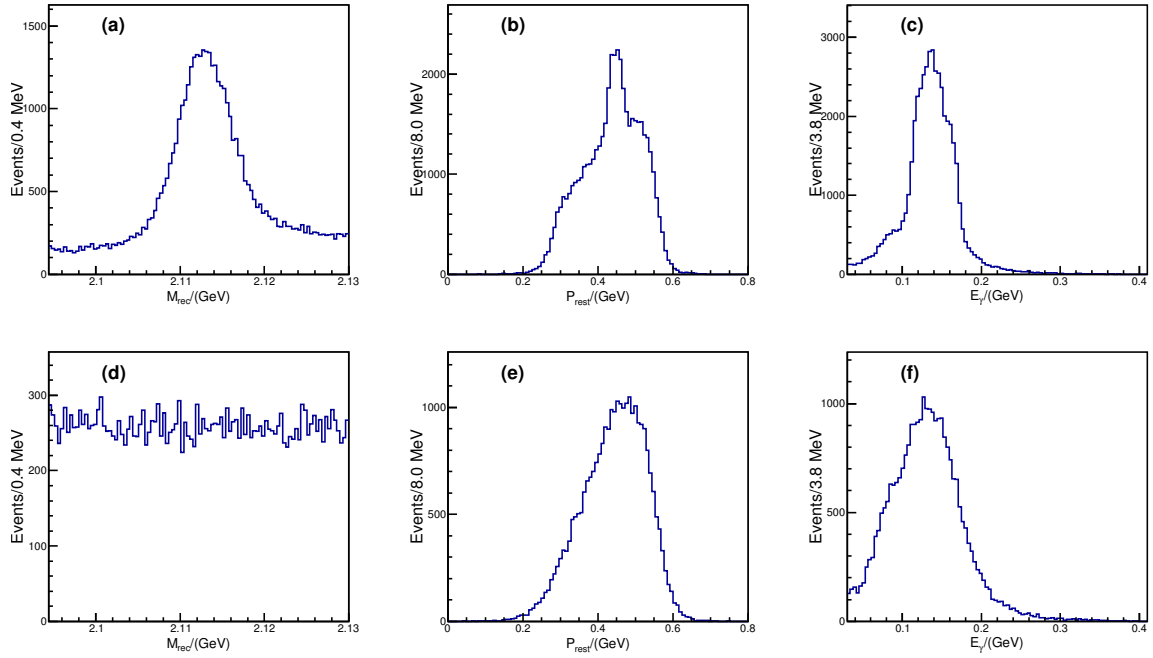 (a)
Events/0.4 MeV
0
500
1000
1500
2.1
2.11
2.12
2.13
M_rec/(GeV)
(b)
Events/8.0 MeV
0
1000
2000
0
0.2
0.4
0.6
0.8
P_rest/(GeV)
(c)
Events/3.8 MeV
0
1000
2000
3000
0.1
0.2
0.3
0.4
E_γ/(GeV)
(d)
Events/0.4 MeV
0
100
200
300
2.1
2.11
2.12
2.13
M_rec/(GeV)
(e)
Events/8.0 MeV
0
500
1000
0
0.2
0.4
0.6
0.8
P_rest/(GeV)
(f)
Events/3.8 MeV
0
500
1000
0.1
0.2
0.3
0.4
E_γ/(GeV)